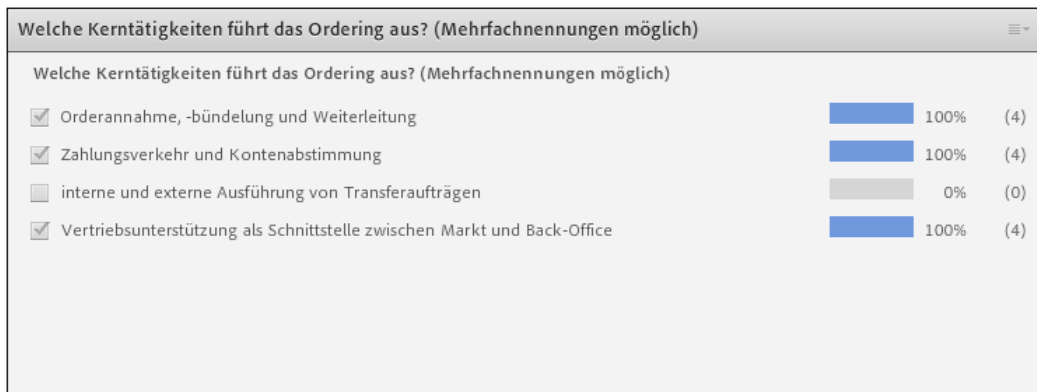 Welche Kerntätigkeiten führt das Ordering aus? (Mehrfachnennungen möglich)
Welche Kerntätigkeiten führt das Ordering aus? (Mehrfachnennungen möglich)
Orderannahme, -bündelung und Weiterleitung 100% (4)
Zahlungsverkehr und Kontenabstimmung 100% (4)
interne und externe Ausführung von Transferaufträgen 0% (0)
Vertriebsunterstützung als Schnittstelle zwischen Markt und Back-Office 100% (4)